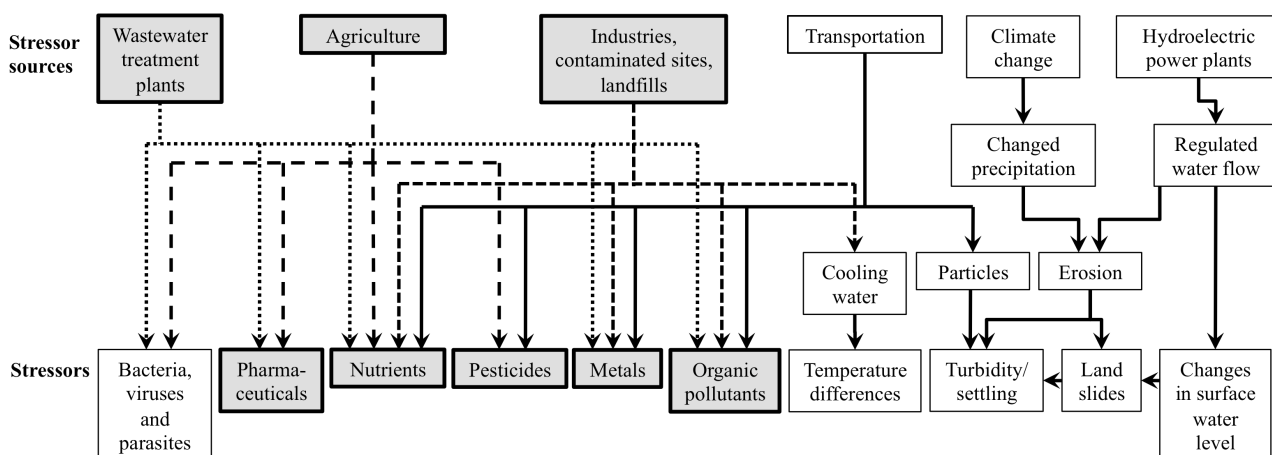 Stressor
sources
Wastewater
treatment
plants
Agriculture
Industries,
contaminated sites,
landfills
Transportation
Climate
change
Hydroelectric
power plants
Changed
precipitation
Regulated
water flow
Cooling
water
Particles
Erosion
Stressors
Bacteria,
viruses
and
parasites
Pharma-
ceuticals
Nutrients
Pesticides
Metals
Organic
pollutants
Temperature
differences
Turbidity/
settling
Land
slides
Changes
in surface
water
level